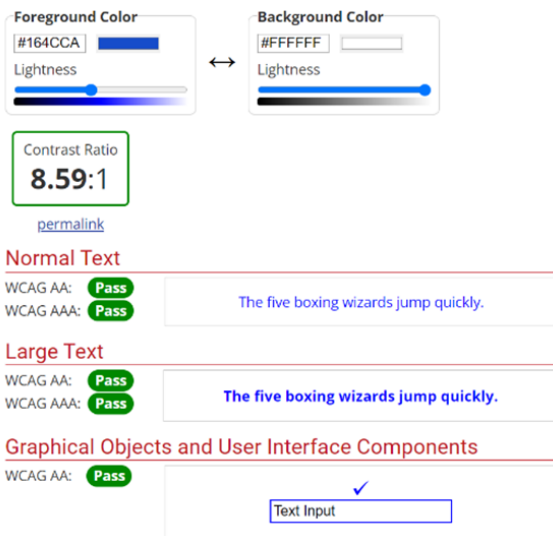 Foreground Color
Background Color
#164CCA
#FFFFFF
Lightness
Lightness
Contrast Ratio
8.59:1
permalink
Normal Text
WCAG AA: Pass
WCAG AAA: Pass
The five boxing wizards jump quickly.
Large Text
WCAG AA: Pass
WCAG AAA: Pass
The five boxing wizards jump quickly.
Graphical Objects and User Interface Components
WCAG AA: Pass
Text Input